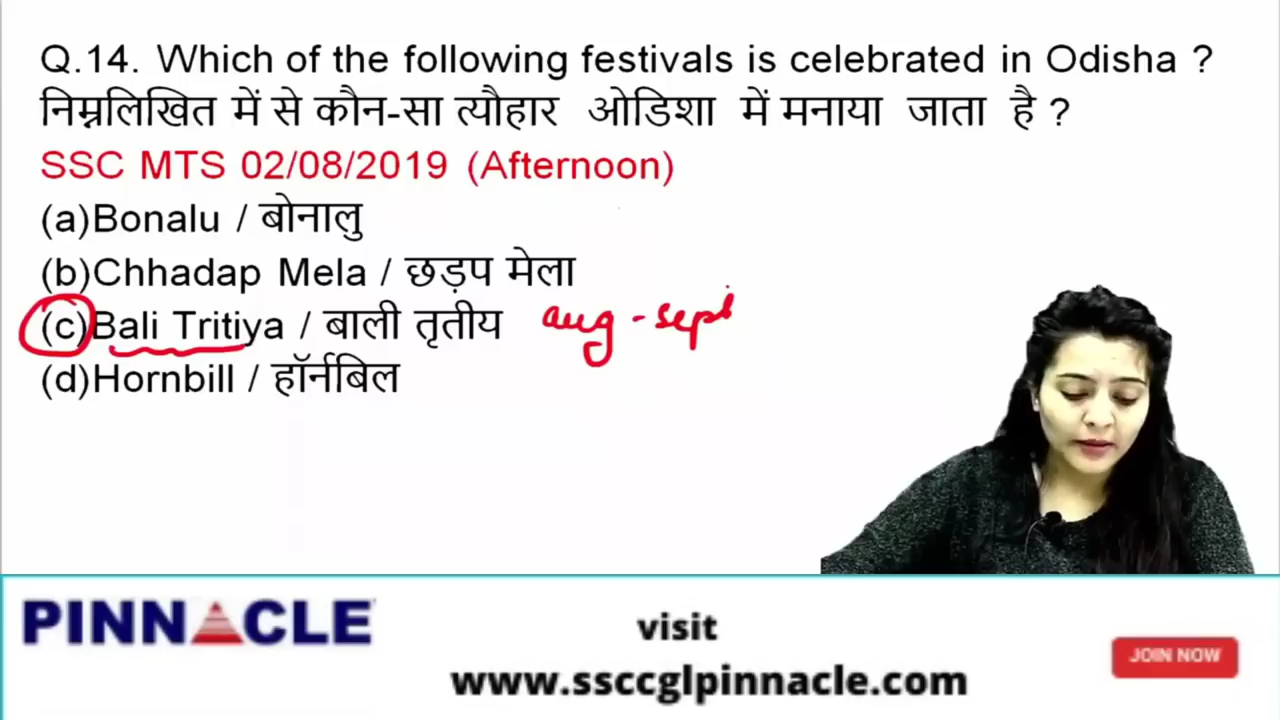 Q.14. Which of the following festivals is celebrated in Odisha ?
निम्नलिखित में से कौन-सा त्यौहार ओडिशा में मनाया जाता है ?
SSC MTS 02/08/2019 (Afternoon)
(a)Bonalu / बोनालु
(b)Chhadap Mela / छड़प मेला
(c)Bali Tritiya / बाली तृतीय aug - sept
(d)Hornbill / हॉर्नबिल
PINNACLE
visit
www.ssccglpinnacle.com
JOIN NOW